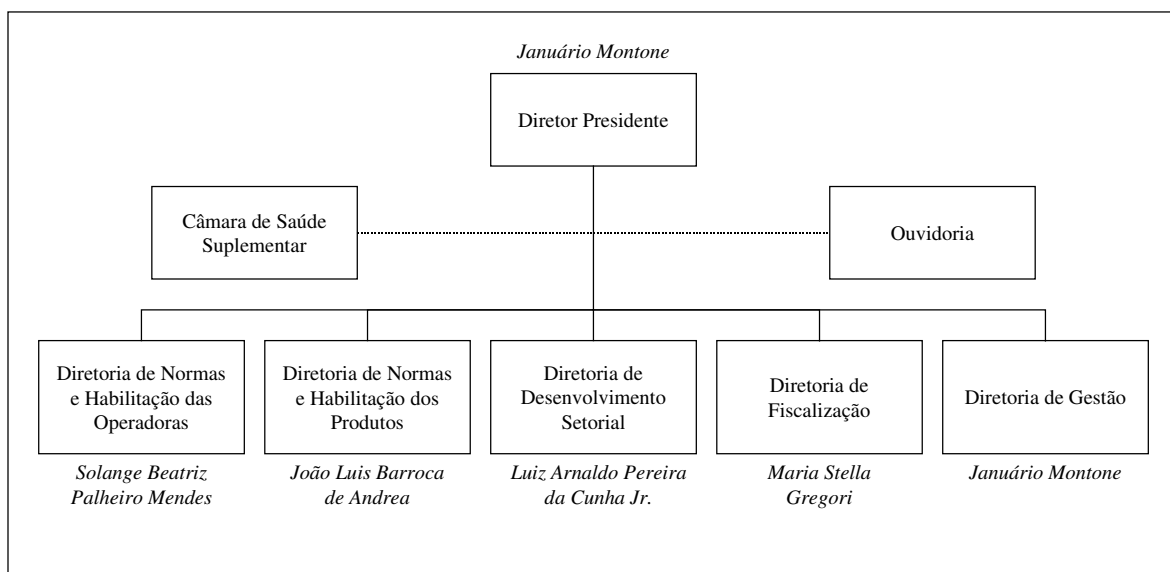 Januário Montone
Diretor Presidente
Câmara de Saúde
Suplementar
Ouvidoria
Diretoria de Normas
e Habilitação das
Operadoras
Solange Beatriz
Palheiro Mendes
Diretoria de Normas
e Habilitação dos
Produtos
João Luis Barroca
de Andrea
Diretoria de
Desenvolvimento
Setorial
Luiz Arnaldo Pereira
da Cunha Jr.
Diretoria de
Fiscalização
Maria Stella
Gregori
Diretoria de Gestão
Januário Montone